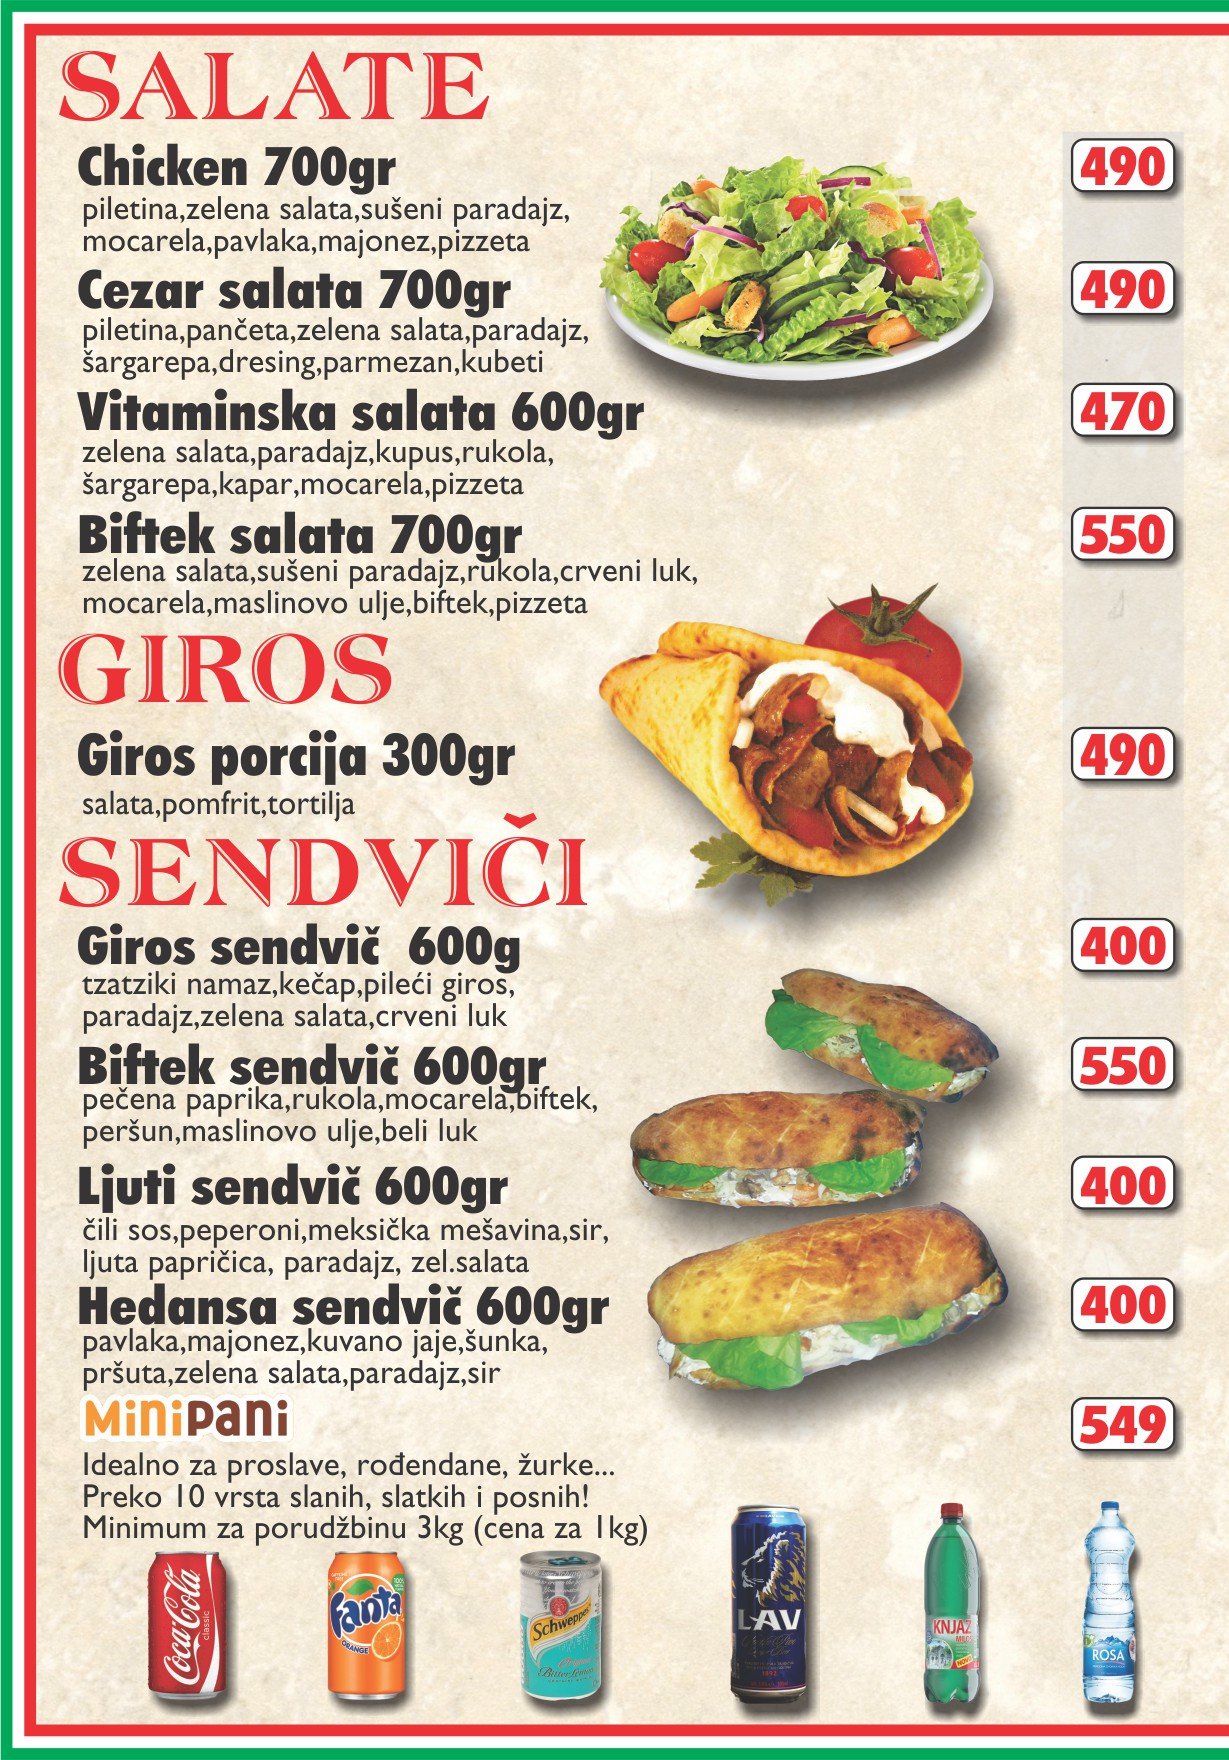 SALATE
Chicken 700gr 490
piletina,zelena salata,sušeni paradajz,
mocarela,pavlaka,majonez,pizzeta
Cezar salata 700gr 490
piletina,pančeta,zelena salata,paradajz,
šargarepa,dresing,parmezan,kubeti
Vitaminska salata 600gr 470
zelena salata,paradajz,kupus,rukola,
šargarepa,kapar,mocarela,pizzeta
Biftek salata 700gr 550
zelena salata,sušeni paradajz,rukola,crveni luk,
mocarela,maslinovo ulje,biftek,pizzeta
GIROS
Giros porcija 300gr 490
salata,pomfrit,tortilja
SENDVIČI
Giros sendvič 600g 400
tzatziki namaz,kečap,pileći giros,
paradajz,zelena salata,crveni luk
Biftek sendvič 600gr 550
pečena paprika,rukola,mocarela,biftek,
peršun,maslinovo ulje,beli luk
Ljuti sendvič 600gr 400
čili sos,peperoni,meksička mešavina,sir,
ljuta papričica, paradajz, zel.salata
Hedansa sendvič 600gr 400
pavlaka,majonez,kuvano jaje,šunka,
pršuta,zelena salata,paradajz,sir
MiNiPANi 549
Idealno za proslave, rođendane, žurke...
Preko 10 vrsta slanih, slatkih i posnih!
Minimum za porudžbinu 3kg (cena za 1kg)
Coca-Cola
classic
Fanta
ORANGE
Schweppes
Bitter Lemon
LAV
1892
KNJAZ
MILOŠ
ROSA